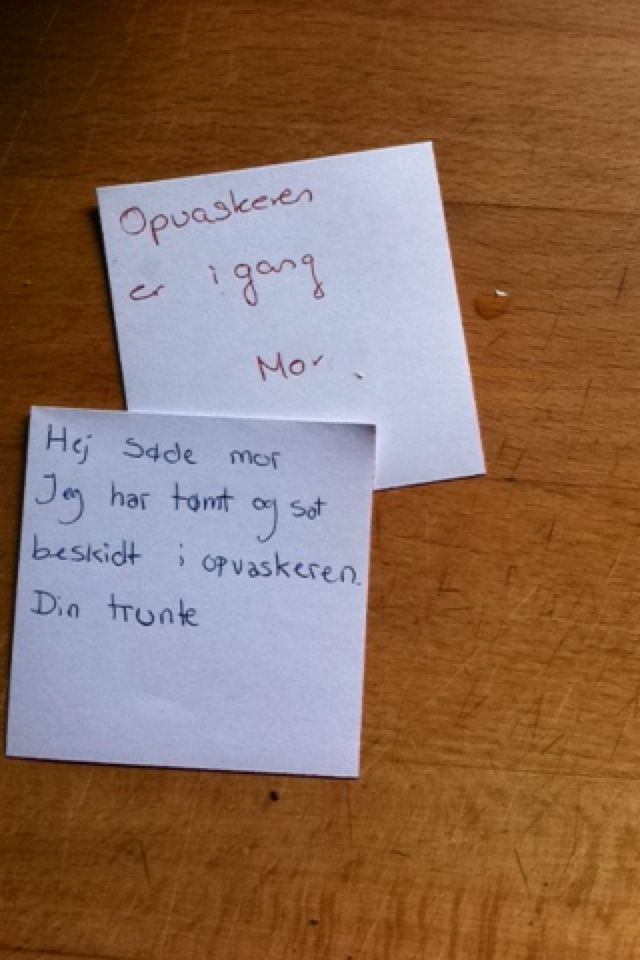 Opvaskeren
er i gang
Mor.
Hej Søde mor
Jeg har tømt og sat
beskidt i opvaskeren.
Din trunte